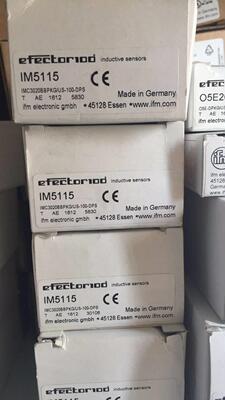 efector100 inductive sensors
IM5115
IMC3020BBPKG/US-100-DPS
T AE 1612 5830
Made in Germany
ifm electronic gmbh • 45128 Essen • www.ifm.com
efector100 inductive sensors
IM5115
IMC3020BBPKG/US-100-DPS
T AE 1612 5830
Made in Germany
ifm electronic gmbh • 45128 Essen • www.ifm.com
efector100 inductive sensors
IM5115
IMC3020BBPKG/US-100-DPS
T AE 1612 30106
Made in Germany
ifm electronic gmbh • 45128 Essen • www.ifm.com
efector100 inductive sensors
IM5115
O5E20
ifm